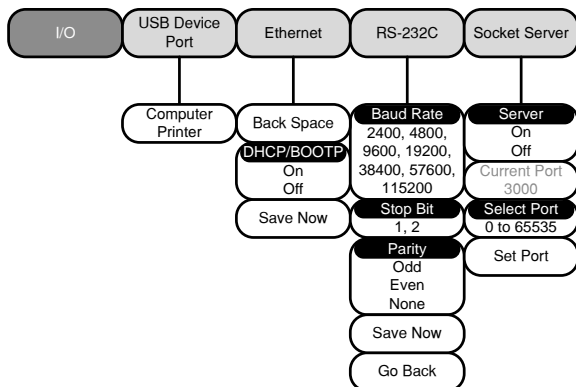 I/O
USB Device
Port
Ethernet
RS-232C
Socket Server
Computer
Printer
Back Space
DHCP/BOOTP
On
Off
Save Now
Baud Rate
2400, 4800,
9600, 19200,
38400, 57600,
115200
Stop Bit
1, 2
Parity
Odd
Even
None
Save Now
Go Back
Server
On
Off
Current Port
3000
Select Port
0 to 65535
Set Port